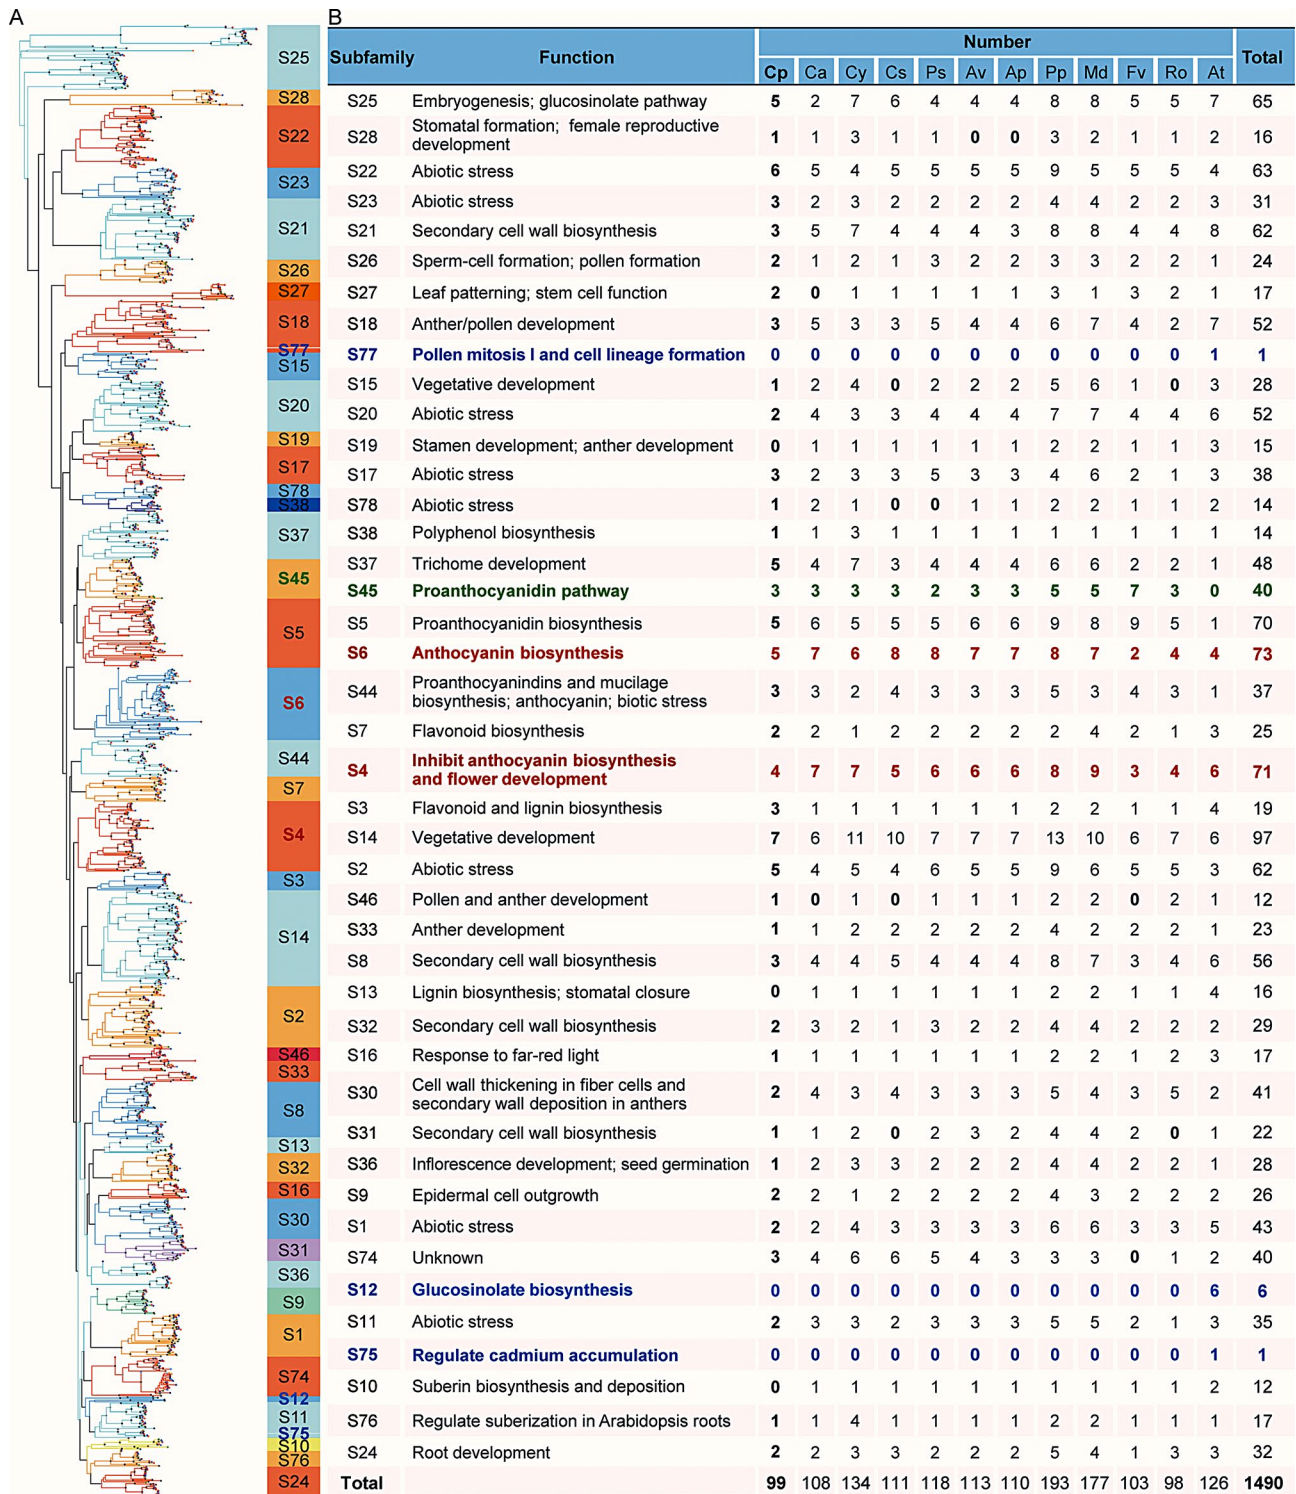 A
B
S25
S28
S22
S23
S21
S26
S27
S18
S77
S15
S20
S19
S17
S78
S38
S37
S45
S5
S6
S44
S7
S4
S3
S14
S2
S46
S33
S8
S13
S32
S16
S30
S31
S36
S9
S1
S74
S12
S11
S75
S10
S76
S24
Number
Subfamily Function Total
Cp Ca Cy Cs Ps Av Ap Pp Md Fv Ro At
S25 Embryogenesis; glucosinolate pathway 5 2 7 6 4 4 4 8 8 5 5 7 65
Stomatal formation; female reproductive
S28 1 1 3 1 1 0 0 3 2 1 1 2 16
development
S22 Abiotic stress 6 5 4 5 5 5 5 9 5 5 5 4 63
S23 Abiotic stress 3 2 3 2 2 2 2 4 4 2 2 3 31
S21 Secondary cell wall biosynthesis 3 5 7 4 4 4 3 8 8 4 4 8 62
S26 Sperm-cell formation; pollen formation 2 1 2 1 3 2 2 3 3 2 2 1 24
S27 Leaf patterning; stem cell function 2 0 1 1 1 1 1 3 1 3 2 1 17
S18 Anther/pollen development 3 5 3 3 5 4 4 6 7 4 2 7 52
S77 Pollen mitosis I and cell lineage formation 0 0 0 0 0 0 0 0 0 0 0 1 1
S15 Vegetative development 1 2 4 0 2 2 2 5 6 1 0 3 28
S20 Abiotic stress 2 4 3 3 4 4 4 7 7 4 4 6 52
S19 Stamen development; anther development 0 1 1 1 1 1 1 2 2 1 1 3 15
S17 Abiotic stress 3 2 3 3 5 3 3 4 6 2 1 3 38
S78 Abiotic stress 1 2 1 0 0 1 1 2 2 1 1 2 14
S38 Polyphenol biosynthesis 1 1 3 1 1 1 1 1 1 1 1 1 14
S37 Trichome development 5 4 7 3 4 4 4 6 6 2 2 1 48
S45 Proanthocyanidin pathway 3 3 3 3 2 3 3 5 5 7 3 0 40
S5 Proanthocyanidin biosynthesis 5 6 5 5 5 6 6 9 8 9 5 1 70
S6 Anthocyanin biosynthesis 5 7 6 8 8 7 7 8 7 2 4 4 73
Proanthocyanindins and mucilage
S44 3 3 2 4 3 3 3 5 3 4 3 1 37
biosynthesis; anthocyanin; biotic stress
S7 Flavonoid biosynthesis 2 2 1 2 2 2 2 2 4 2 1 3 25
Inhibit anthocyanin biosynthesis
S4 4 7 7 5 6 6 6 8 9 3 4 6 71
and flower development
S3 Flavonoid and lignin biosynthesis 3 1 1 1 1 1 1 2 2 1 1 4 19
S14 Vegetative development 7 6 11 10 7 7 7 13 10 6 7 6 97
S2 Abiotic stress 5 4 5 4 6 5 5 9 6 5 5 3 62
S46 Pollen and anther development 1 0 1 0 1 1 1 2 2 0 2 1 12
S33 Anther development 1 1 2 2 2 2 2 4 2 2 2 1 23
S8 Secondary cell wall biosynthesis 3 4 4 5 4 4 4 8 7 3 4 6 56
S13 Lignin biosynthesis; stomatal closure 0 1 1 1 1 1 1 2 2 1 1 4 16
S32 Secondary cell wall biosynthesis 2 3 2 1 3 2 2 4 4 2 2 2 29
S16 Response to far-red light 1 1 1 1 1 1 1 2 2 1 2 3 17
Cell wall thickening in fiber cells and
S30 2 4 3 4 3 3 3 5 4 3 5 2 41
secondary wall deposition in anthers
S31 Secondary cell wall biosynthesis 1 1 2 0 2 3 2 4 4 2 0 1 22
S36 Inflorescence development; seed germination 1 2 3 3 2 2 2 4 4 2 2 1 28
S9 Epidermal cell outgrowth 2 2 1 2 2 2 2 4 3 2 2 2 26
S1 Abiotic stress 2 2 4 3 3 3 3 6 6 3 3 5 43
S74 Unknown 3 4 6 6 5 4 3 3 3 0 1 2 40
S12 Glucosinolate biosynthesis 0 0 0 0 0 0 0 0 0 0 0 6 6
S11 Abiotic stress 2 3 3 2 3 3 3 5 5 2 1 3 35
S75 Regulate cadmium accumulation 0 0 0 0 0 0 0 0 0 0 0 1 1
S10 Suberin biosynthesis and deposition 0 1 1 1 1 1 1 1 1 1 1 2 12
S76 Regulate suberization in Arabidopsis roots 1 1 4 1 1 1 1 2 2 1 1 1 17
S24 Root development 2 2 3 3 2 2 2 5 4 1 3 3 32
Total 99 108 134 111 118 113 110 193 177 103 98 126 1490